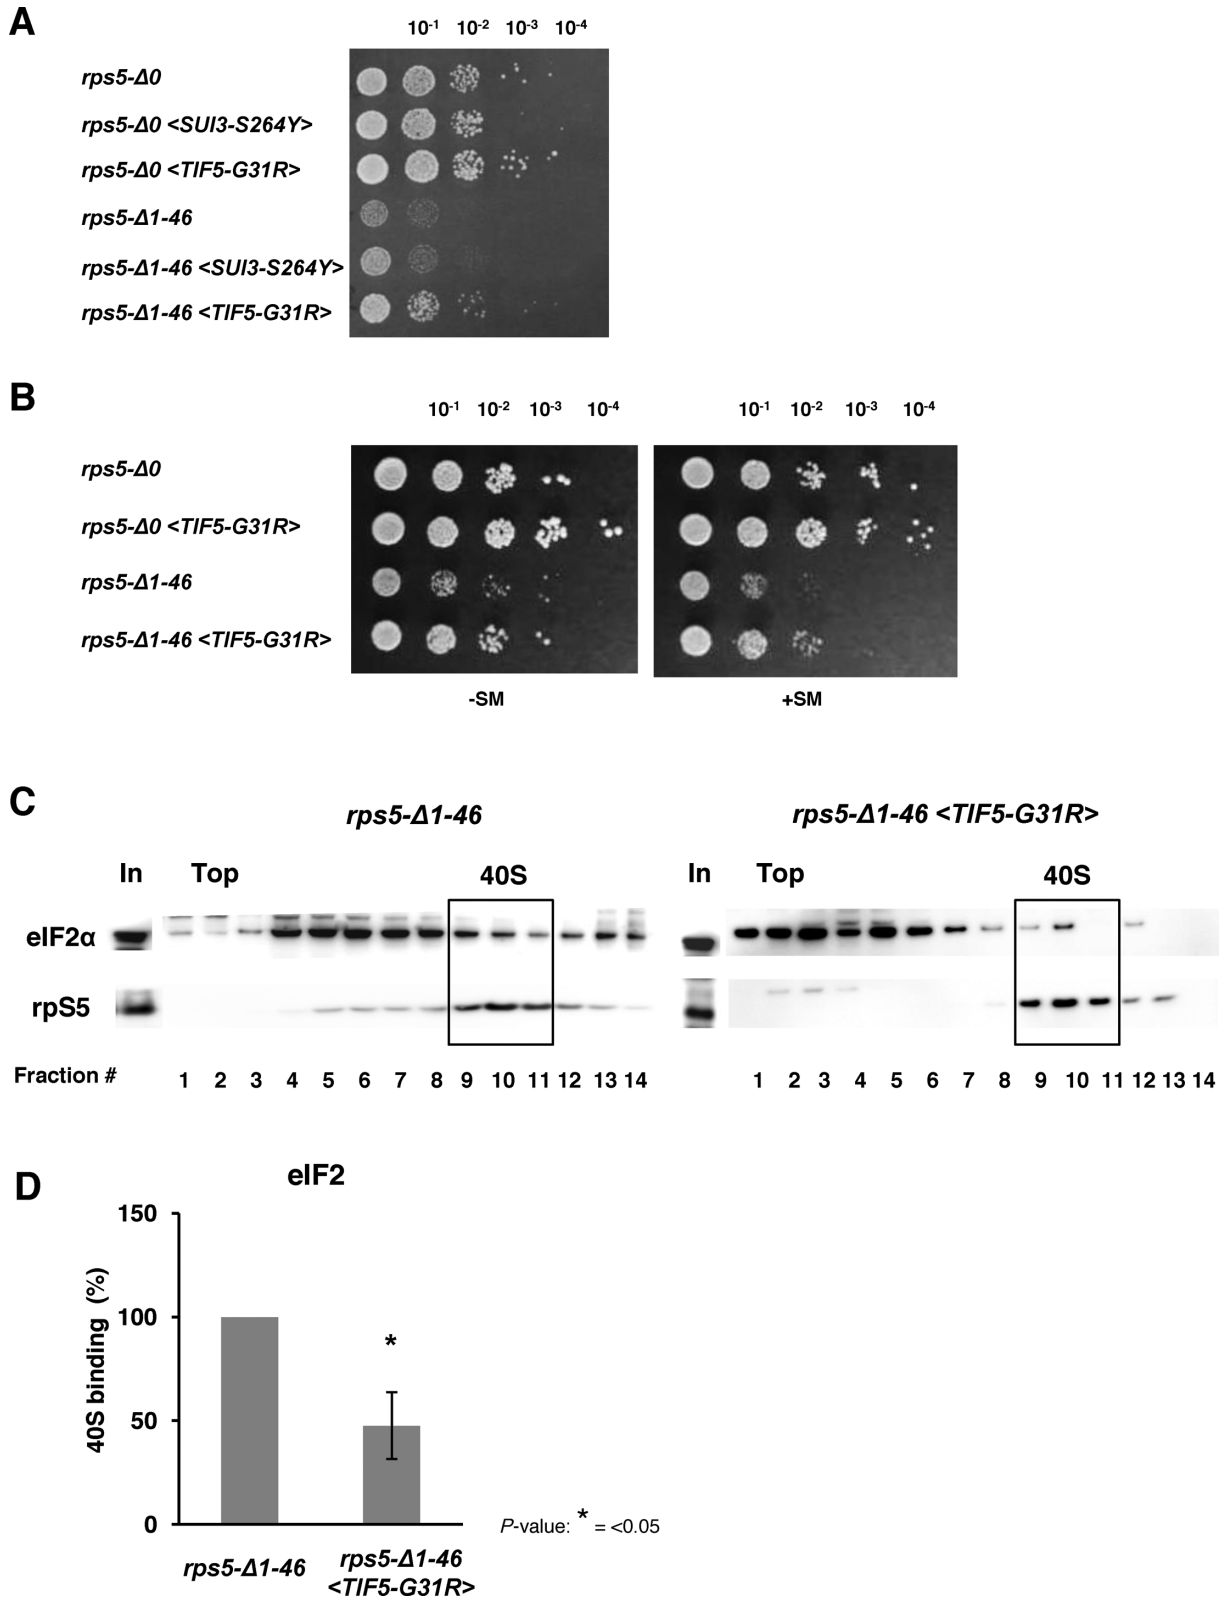 A
10-1 10-2 10-3 10-4
rps5-Δ0
rps5-Δ0 <SUI3-S264Y>
rps5-Δ0 <TIF5-G31R>
rps5-Δ1-46
rps5-Δ1-46 <SUI3-S264Y>
rps5-Δ1-46 <TIF5-G31R>
B
10-1 10-2 10-3 10-4 10-1 10-2 10-3 10-4
rps5-Δ0
rps5-Δ0 <TIF5-G31R>
rps5-Δ1-46
rps5-Δ1-46 <TIF5-G31R>
-SM +SM
C
rps5-Δ1-46 rps5-Δ1-46 <TIF5-G31R>
In Top 40S In Top 40S
eIF2α
rpS5
Fraction # 1 2 3 4 5 6 7 8 9 10 11 12 13 14 1 2 3 4 5 6 7 8 9 10 11 12 13 14
D
eIF2
150
100
50
0
40S binding (%)
*
P-value: * = <0.05
rps5-Δ1-46
rps5-Δ1-46
<TIF5-G31R>